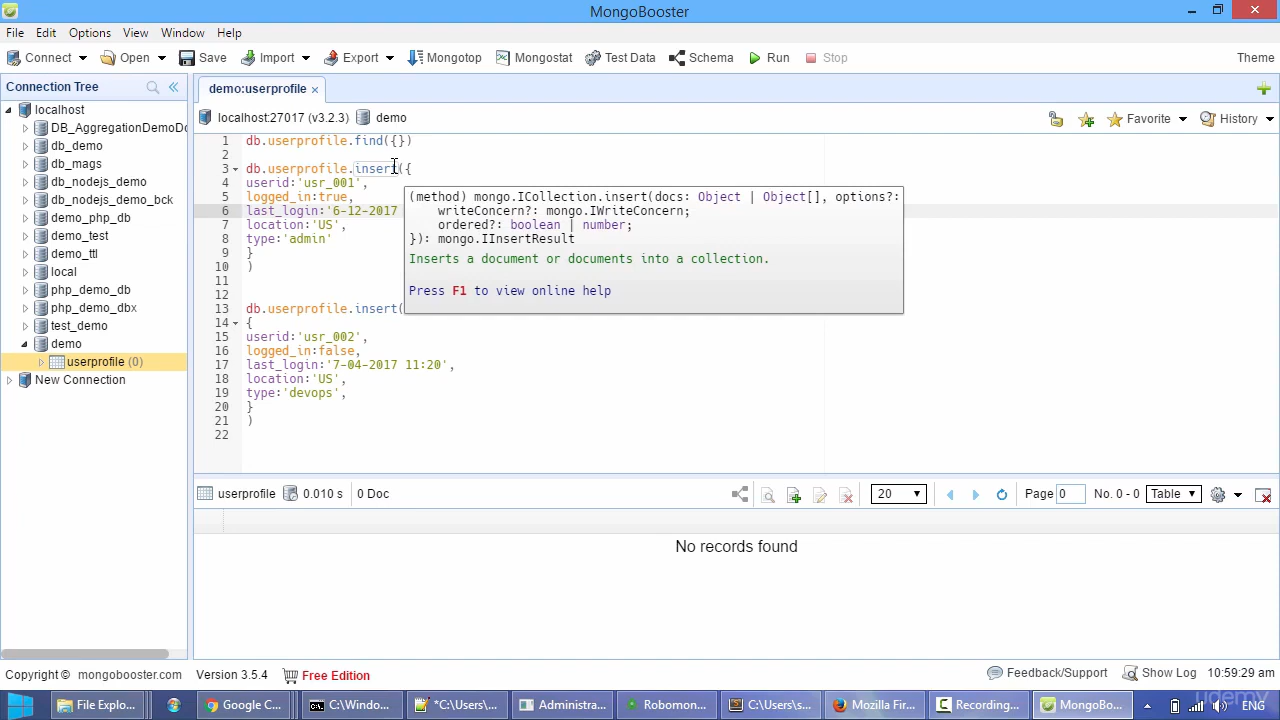 MongoBooster
File Edit Options View Window Help
Connect Open Save Import Export Mongotop Mongostat Test Data Schema Run Stop Theme
Connection Tree
demo:userprofile
localhost:27017 (v3.2.3) demo Favorite History
localhost
DB_AggregationDemoDo
db_demo
db_mags
db_nodejs_demo
db_nodejs_demo_bck
demo_php_db
demo_test
demo_ttl
local
php_demo_db
php_demo_dbx
test_demo
demo
userprofile (0)
New Connection
1 db.userprofile.find({})
2
3 db.userprofile.insert({
4 userid:'usr_001',
5 logged_in:true,
6 last_login:'6-12-2017
7 location:'US',
8 type:'admin'
9 }
10 )
11
12
13 db.userprofile.insert(
14 {
15 userid:'usr_002',
16 logged_in:false,
17 last_login:'7-04-2017 11:20',
18 location:'US',
19 type:'devops',
20 }
21 )
22
(method) mongo.ICollection.insert(docs: Object | Object[], options?:
writeConcern?: mongo.IWriteConcern;
ordered?: boolean | number;
}): mongo.IInsertResult
Inserts a document or documents into a collection.
Press F1 to view online help
userprofile 0.010 s 0 Doc 20 Page 0 No. 0 - 0 Table
No records found
Copyright © mongobooster.com Version 3.5.4 Free Edition Feedback/Support Show Log 10:59:29 am
File Explo... Google C... C:\Windo... *C:\Users\... Administra... Robomon... C:\Users\s... Mozilla Fir... Recording... MongoBo... ENG
udemy